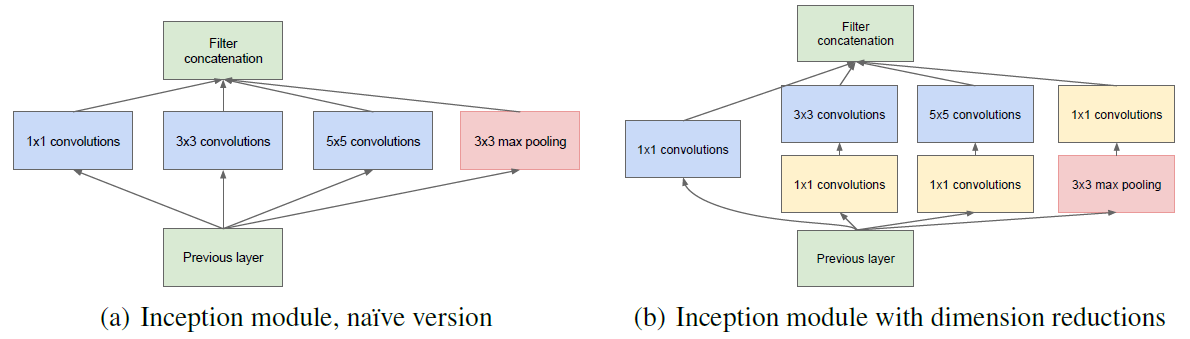 Filter
concatenation
1x1 convolutions
3x3 convolutions
5x5 convolutions
3x3 max pooling
Previous layer
(a) Inception module, naïve version
Filter
concatenation
3x3 convolutions
5x5 convolutions
1x1 convolutions
1x1 convolutions
1x1 convolutions
1x1 convolutions
3x3 max pooling
Previous layer
(b) Inception module with dimension reductions